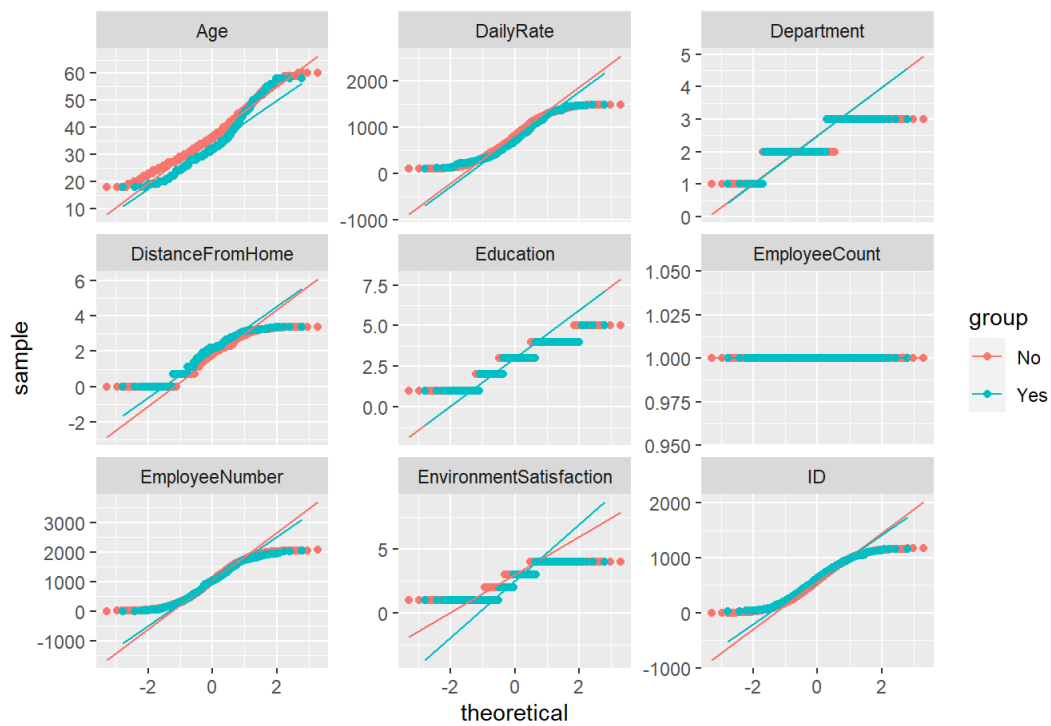 Age
DailyRate
Department
60
50
40
30
20
10
2000
1000
0
-1000
5
4
3
2
1
0
DistanceFromHome
Education
EmployeeCount
6
4
2
0
-2
7.5
5.0
2.5
0.0
1.050
1.025
1.000
0.975
0.950
EmployeeNumber
EnvironmentSatisfaction
ID
3000
2000
1000
0
-1000
5
0
2000
1000
0
-1000
-2 0 2
-2 0 2
-2 0 2
theoretical
sample
group
No
Yes